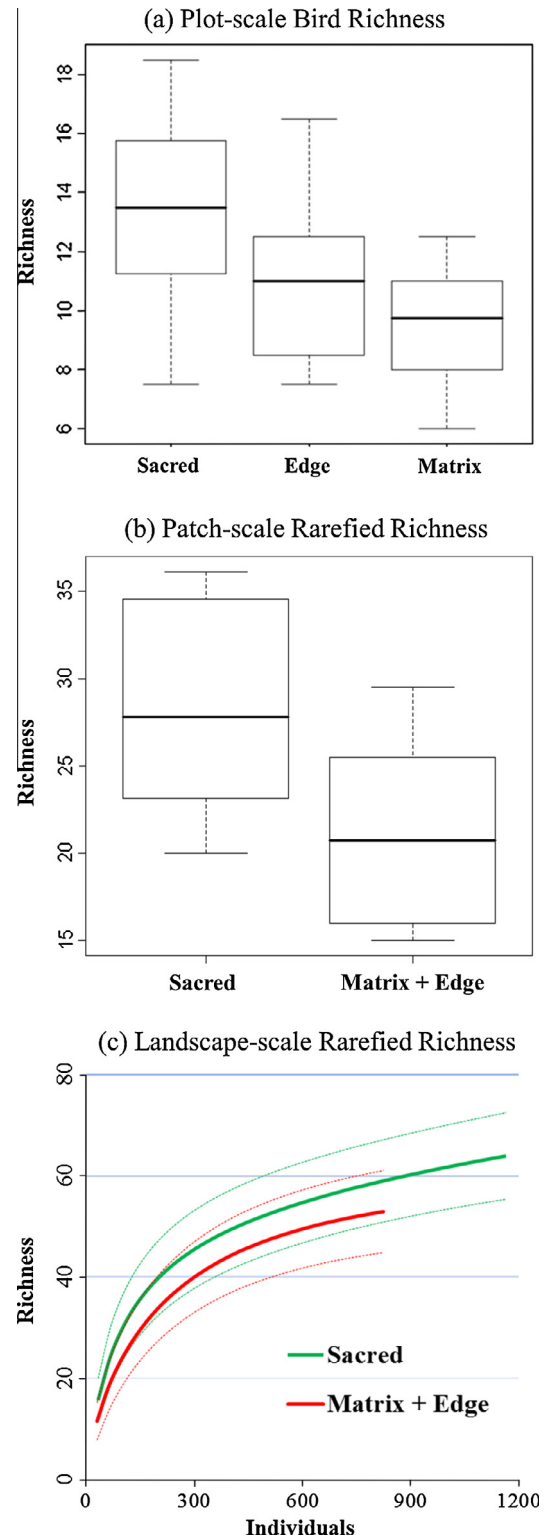 (a) Plot-scale Bird Richness
Richness
18
16
14
12
10
8
6
Sacred Edge Matrix
(b) Patch-scale Rarefied Richness
Richness
35
30
25
20
15
Sacred Matrix + Edge
(c) Landscape-scale Rarefied Richness
Richness
80
60
40
20
0
Sacred
Matrix + Edge
0 300 600 900 1200
Individuals